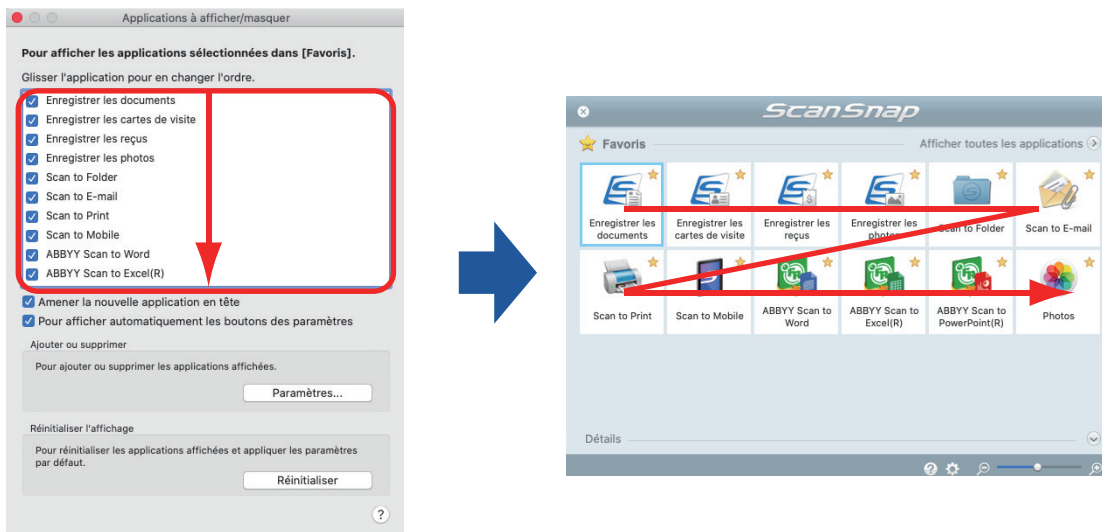 Applications à afficher/masquer
Pour afficher les applications sélectionnées dans [Favoris].
Glisser l'application pour en changer l'ordre.
Enregistrer les documents
Enregistrer les cartes de visite
Enregistrer les reçus
Enregistrer les photos
Scan to Folder
Scan to E-mail
Scan to Print
Scan to Mobile
ABBYY Scan to Word
ABBYY Scan to Excel(R)
Amener la nouvelle application en tête
Pour afficher automatiquement les boutons des paramètres
Ajouter ou supprimer
Pour ajouter ou supprimer les applications affichées.
Paramètres...
Réinitialiser l'affichage
Pour réinitialiser les applications affichées et appliquer les paramètres
par défaut.
Réinitialiser
?
ScanSnap
Favoris
Afficher toutes les applications
Enregistrer les
documents
Enregistrer les
cartes de visite
Enregistrer les
reçus
Enregistrer les
photos
Scan to Folder
Scan to E-mail
Scan to Print
Scan to Mobile
ABBYY Scan to
Word
ABBYY Scan to
Excel(R)
ABBYY Scan to
PowerPoint(R)
Photos
Détails
?